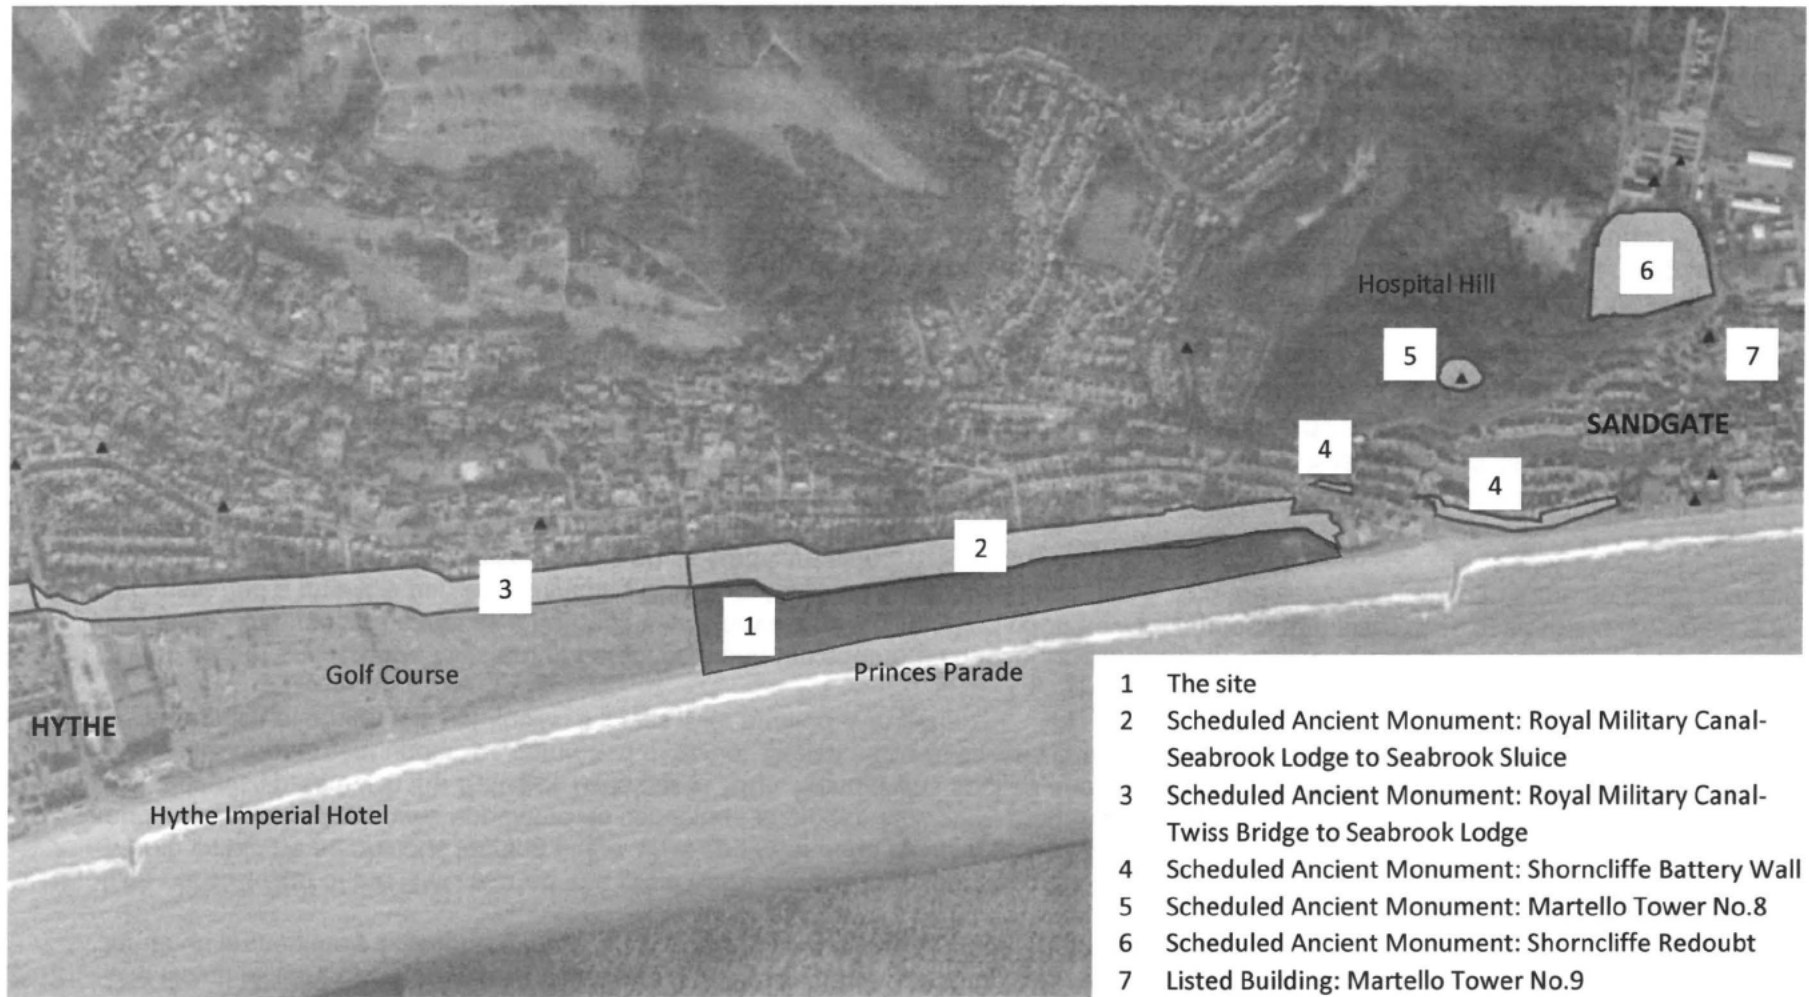 6
Hospital Hill
5
7
SANDGATE
4
4
2
3
1
Golf Course
Princes Parade
HYTHE
Hythe Imperial Hotel
1 The site
2 Scheduled Ancient Monument: Royal Military Canal-
Seabrook Lodge to Seabrook Sluice
3 Scheduled Ancient Monument: Royal Military Canal-
Twiss Bridge to Seabrook Lodge
4 Scheduled Ancient Monument: Shorncliffe Battery Wall
5 Scheduled Ancient Monument: Martello Tower No.8
6 Scheduled Ancient Monument: Shorncliffe Redoubt
7 Listed Building: Martello Tower No.9